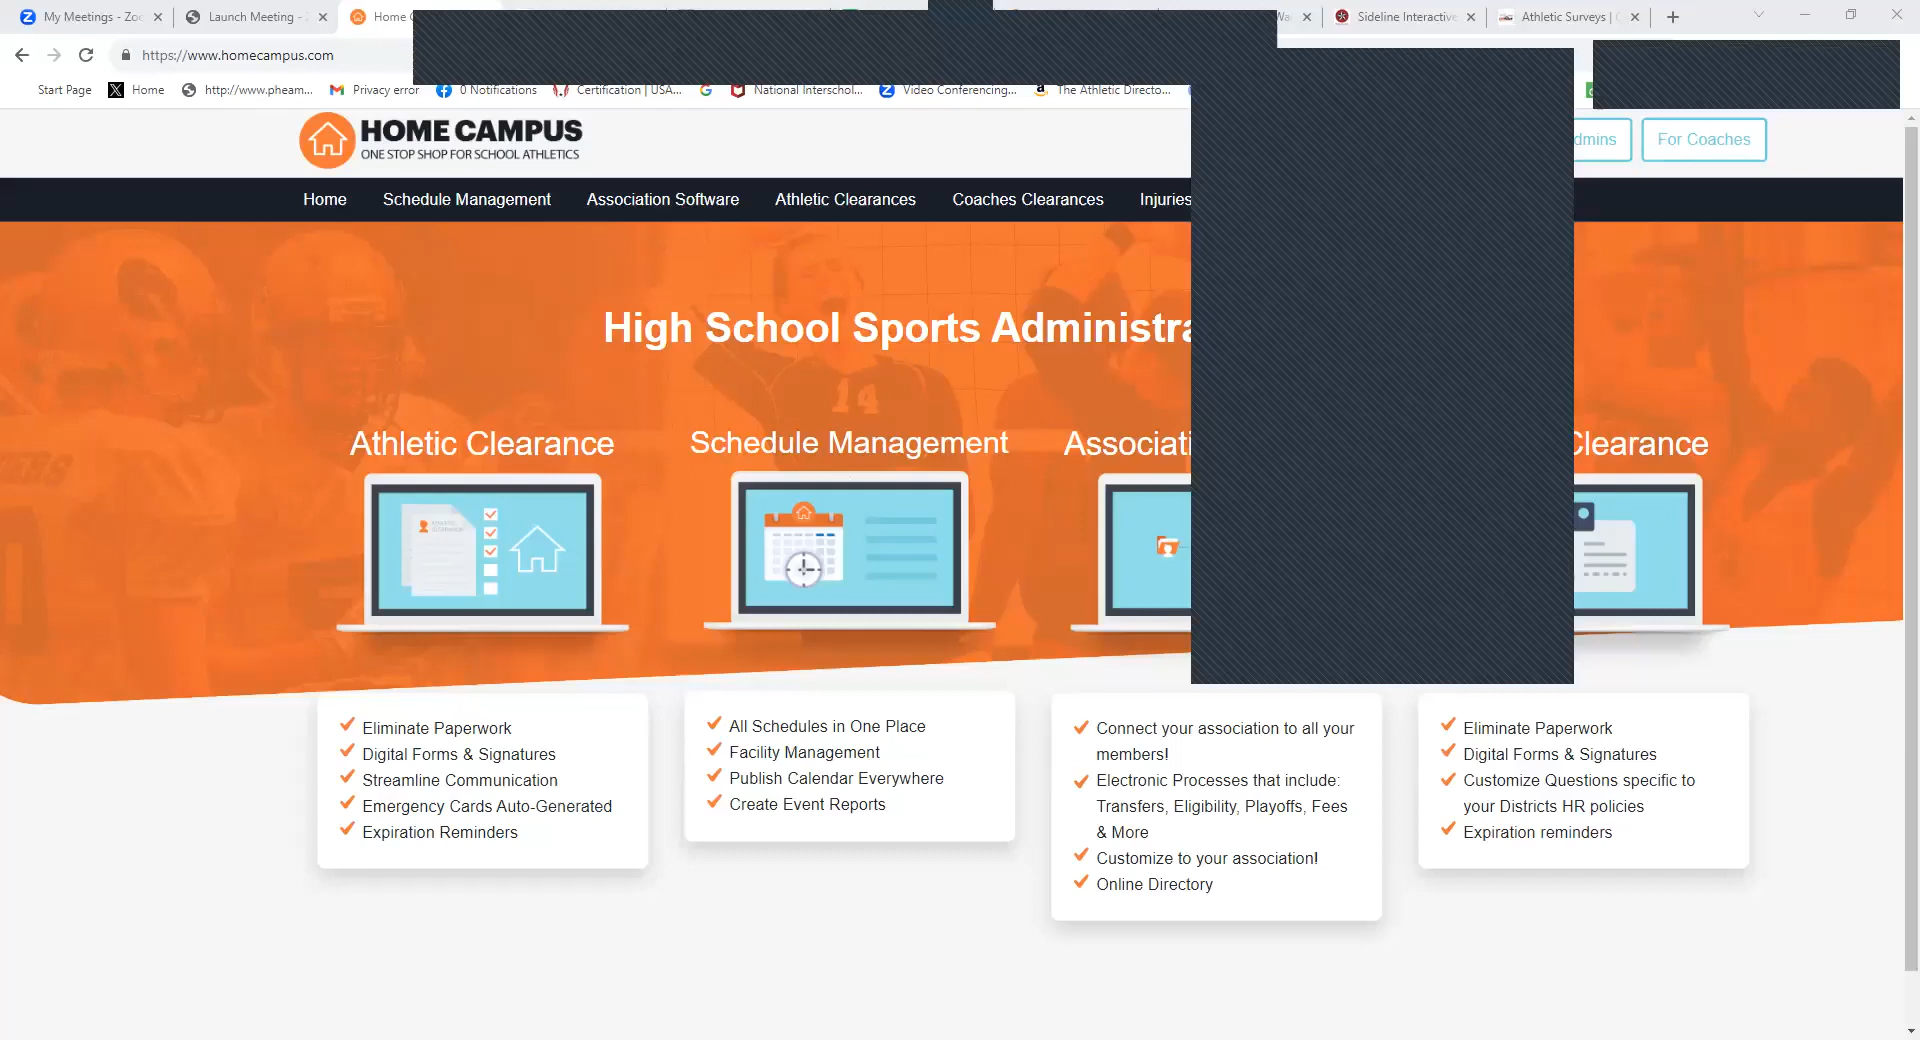 My Meetings - Zo
Launch Meeting -
Home
Sideline Interactive
Athletic Surveys |
https://www.homecampus.com
Start Page
Home
http://www.pheam...
Privacy error
0 Notifications
Certification | USA...
National Interschol...
Video Conferencing...
The Athletic Directo...
HOME CAMPUS
ONE STOP SHOP FOR SCHOOL ATHLETICS
dmins
For Coaches
Home
Schedule Management
Association Software
Athletic Clearances
Coaches Clearances
Injuries
High School Sports Administra
Athletic Clearance
Schedule Management
Associati
Clearance
14
Eliminate Paperwork
Digital Forms & Signatures
Streamline Communication
Emergency Cards Auto-Generated
Expiration Reminders
All Schedules in One Place
Facility Management
Publish Calendar Everywhere
Create Event Reports
Connect your association to all your
members!
Electronic Processes that include:
Transfers, Eligibility, Playoffs, Fees
& More
Customize to your association!
Online Directory
Eliminate Paperwork
Digital Forms & Signatures
Customize Questions specific to
your Districts HR policies
Expiration reminders